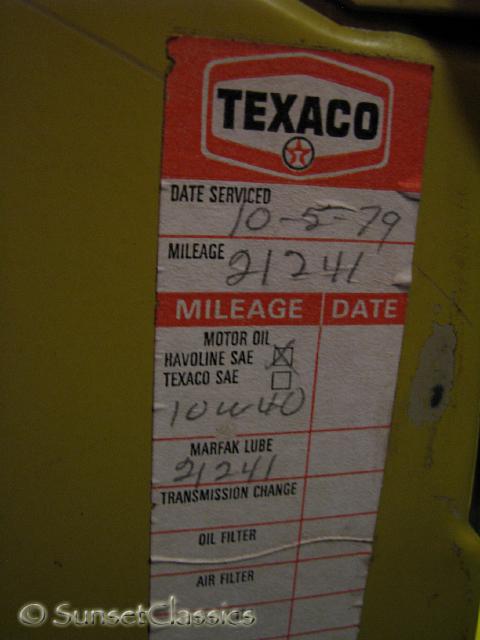 TEXACO
T
DATE SERVICED
10-5-79
MILEAGE
21241
MILEAGE DATE
MOTOR OIL
HAVOLINE SAE
TEXACO SAE
10W40
MARFAK LUBE
21241
TRANSMISSION CHANGE
OIL FILTER
AIR FILTER
© SunsetClassics